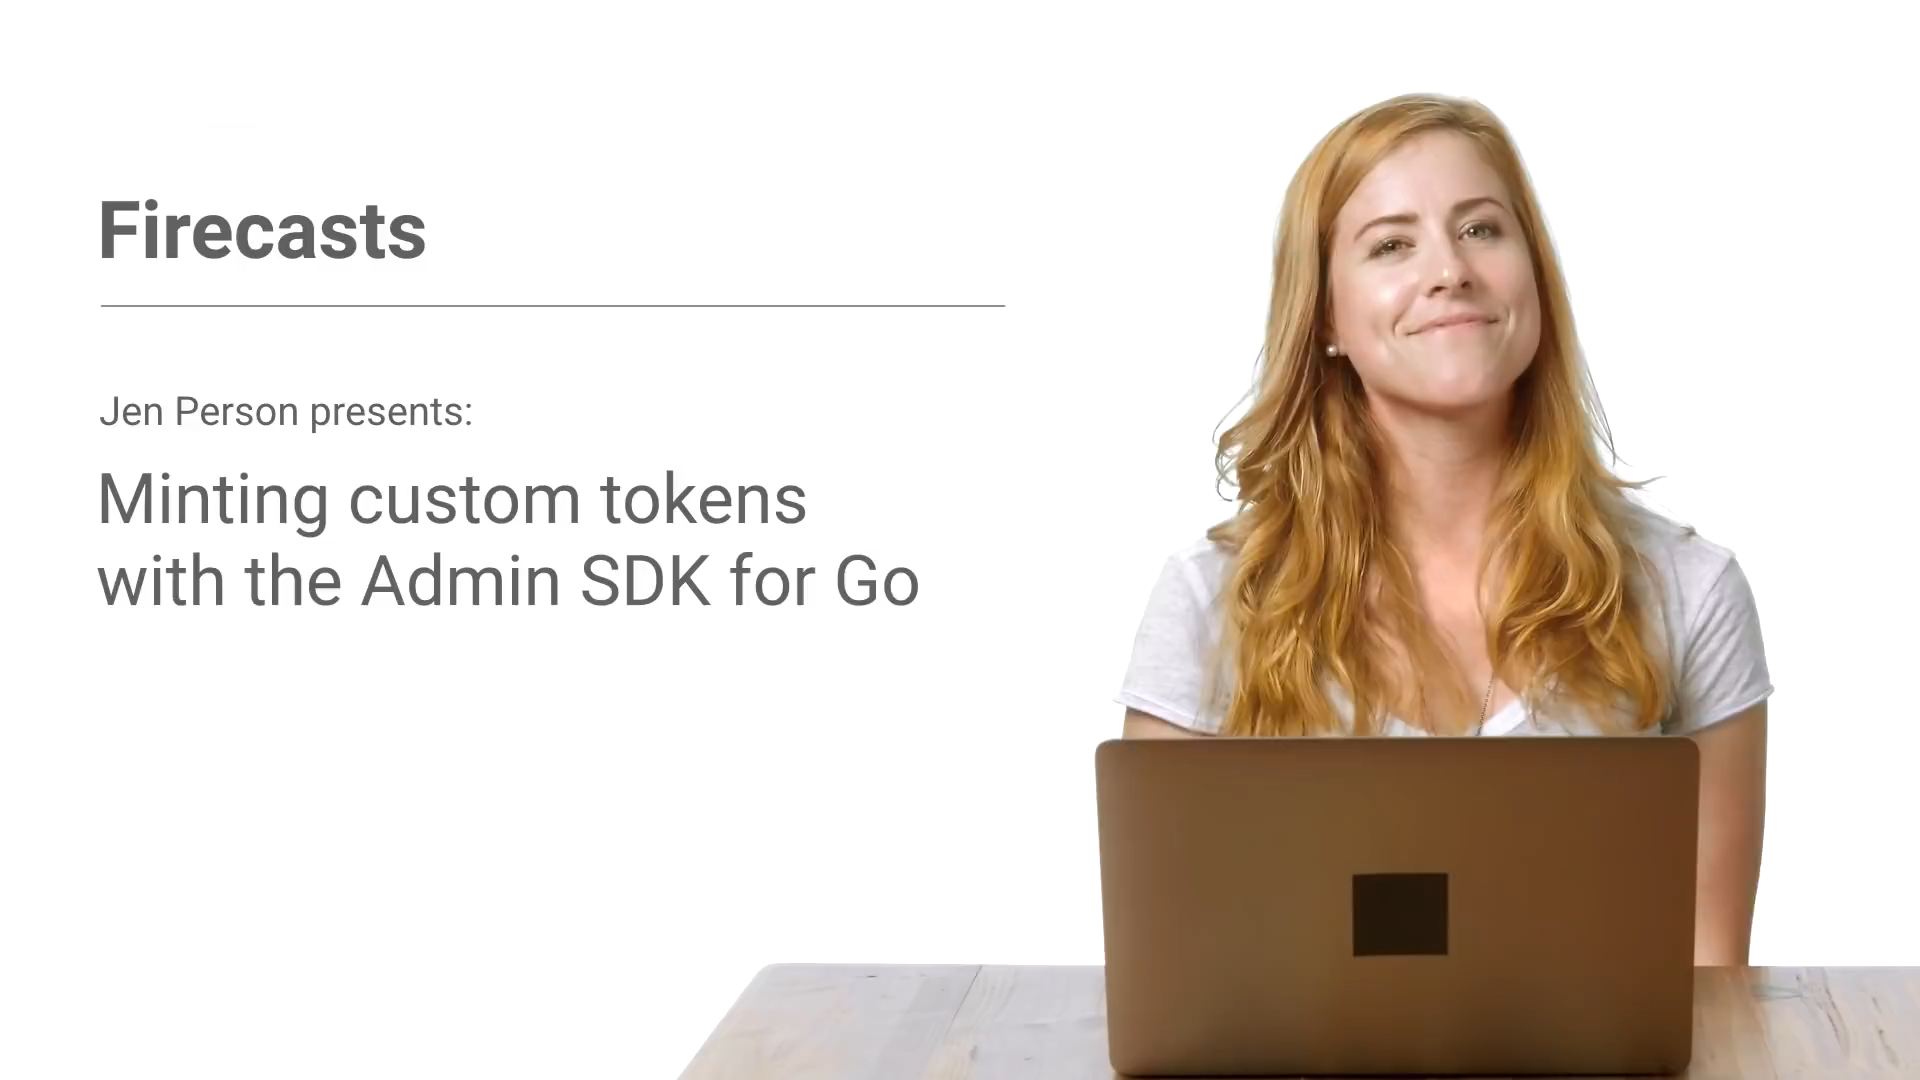 Firecasts
Jen Person presents:
Minting custom tokens
with the Admin SDK for Go